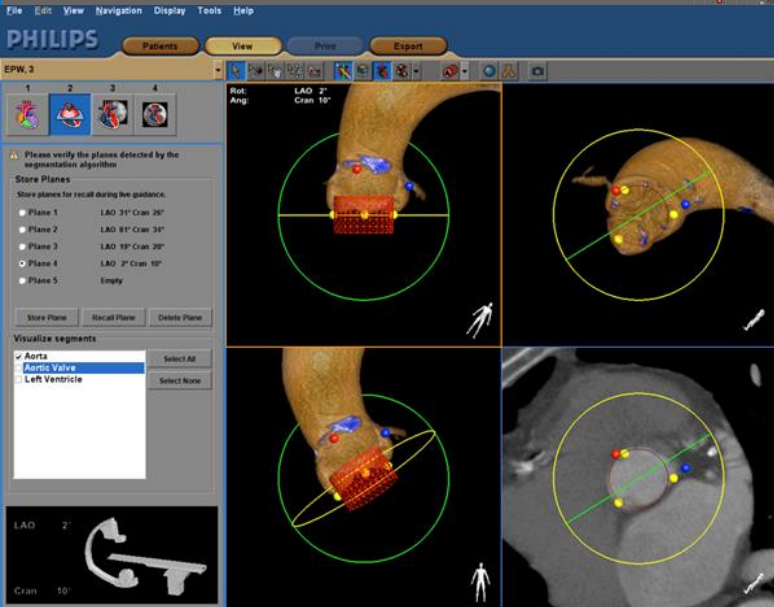 File Edit View Navigation Display Tools Help
PHILIPS
Patients View Print Export
EPW, 3
1 2 3 4
Please verify the planes detected by the
segmentation algorithm
Store Planes
Store planes for recall during live guidance.
Plane 1 LAO 31° Cran 26°
Plane 2 LAO 81° Cran 34°
Plane 3 LAO 19° Cran 20°
Plane 4 LAO 2° Cran 10°
Plane 5 Empty
Store Plane Recall Plane Delete Plane
Visualize segments
Aorta
Aortic Valve
Left Ventricle
Select All
Select None
LAO 2°
Cran 10°
Rot: LAO 2°
Ang: Cran 10°